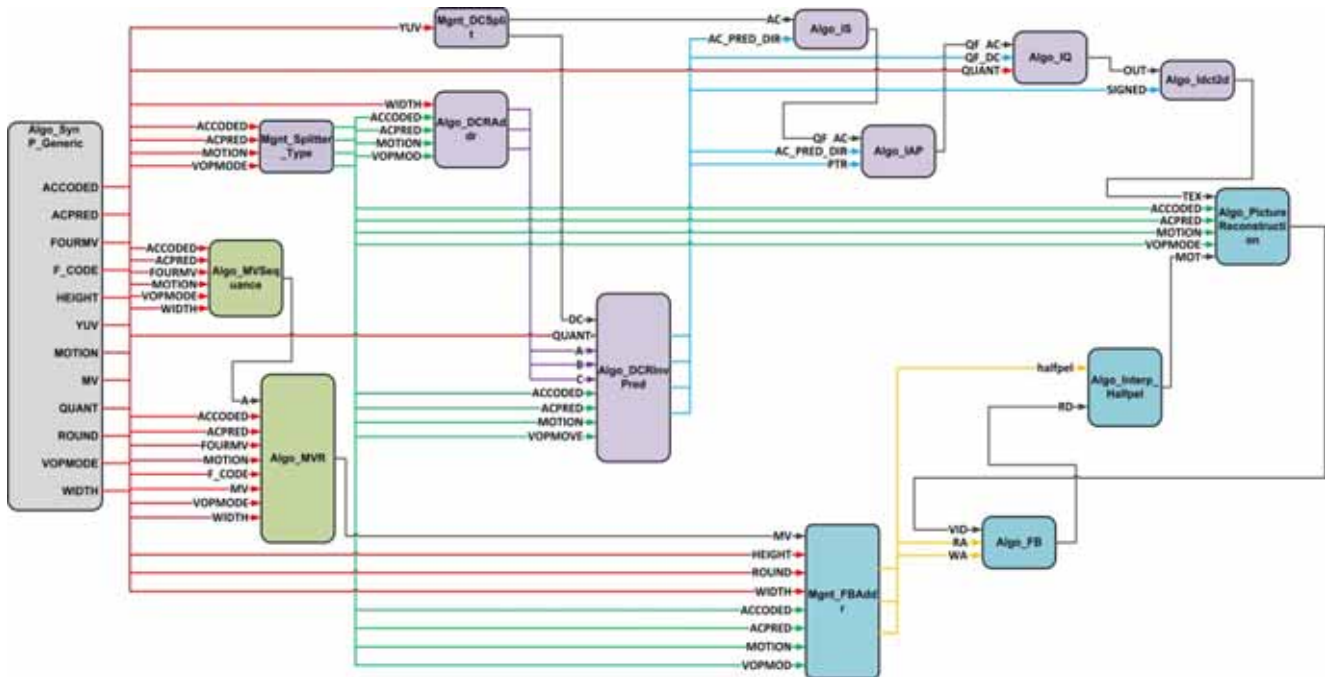 Algo_Syn
P_Generic
ACCODED
ACPRED
FOURMV
F_CODE
HEIGHT
YUV
MOTION
MV
QUANT
ROUND
VOPMODE
WIDTH
ACCODED
ACPRED
MOTION
VOPMODE
Mgnt_Splitter
_Type
ACCODED
ACPRED
FOURMV
MOTION
VOPMODE
WIDTH
Algo_MVSeq
uance
A
ACCODED
ACPRED
FOURMV
MOTION
F_CODE
MV
VOPMODE
WIDTH
Algo_MVR
YUV
Mgnt_DCSpli
t
WIDTH
ACCODED
ACPRED
MOTION
VOPMOD
Algo_DCRAd
dr
DC
QUANT
A
B
C
ACCODED
ACPRED
MOTION
VOPMOVE
Algo_DCRInv
Pred
AC
AC_PRED_DIR
Algo_IS
QF_AC
AC_PRED_DIR
PTR
Algo_IAP
QF_AC
QF_DC
QUANT
Algo_IQ
OUT
SIGNED
Algo_Idct2d
TEX
ACCODED
ACPRED
MOTION
VOPMODE
MOT
Algo_Picture
Reconstructi
on
halfpel
RD
Algo_Interp_
Halfpel
VID
RA
WA
Algo_FB
MV
HEIGHT
ROUND
WIDTH
ACCODED
ACPRED
MOTION
VOPMOD
Mgnt_FBAdd
r